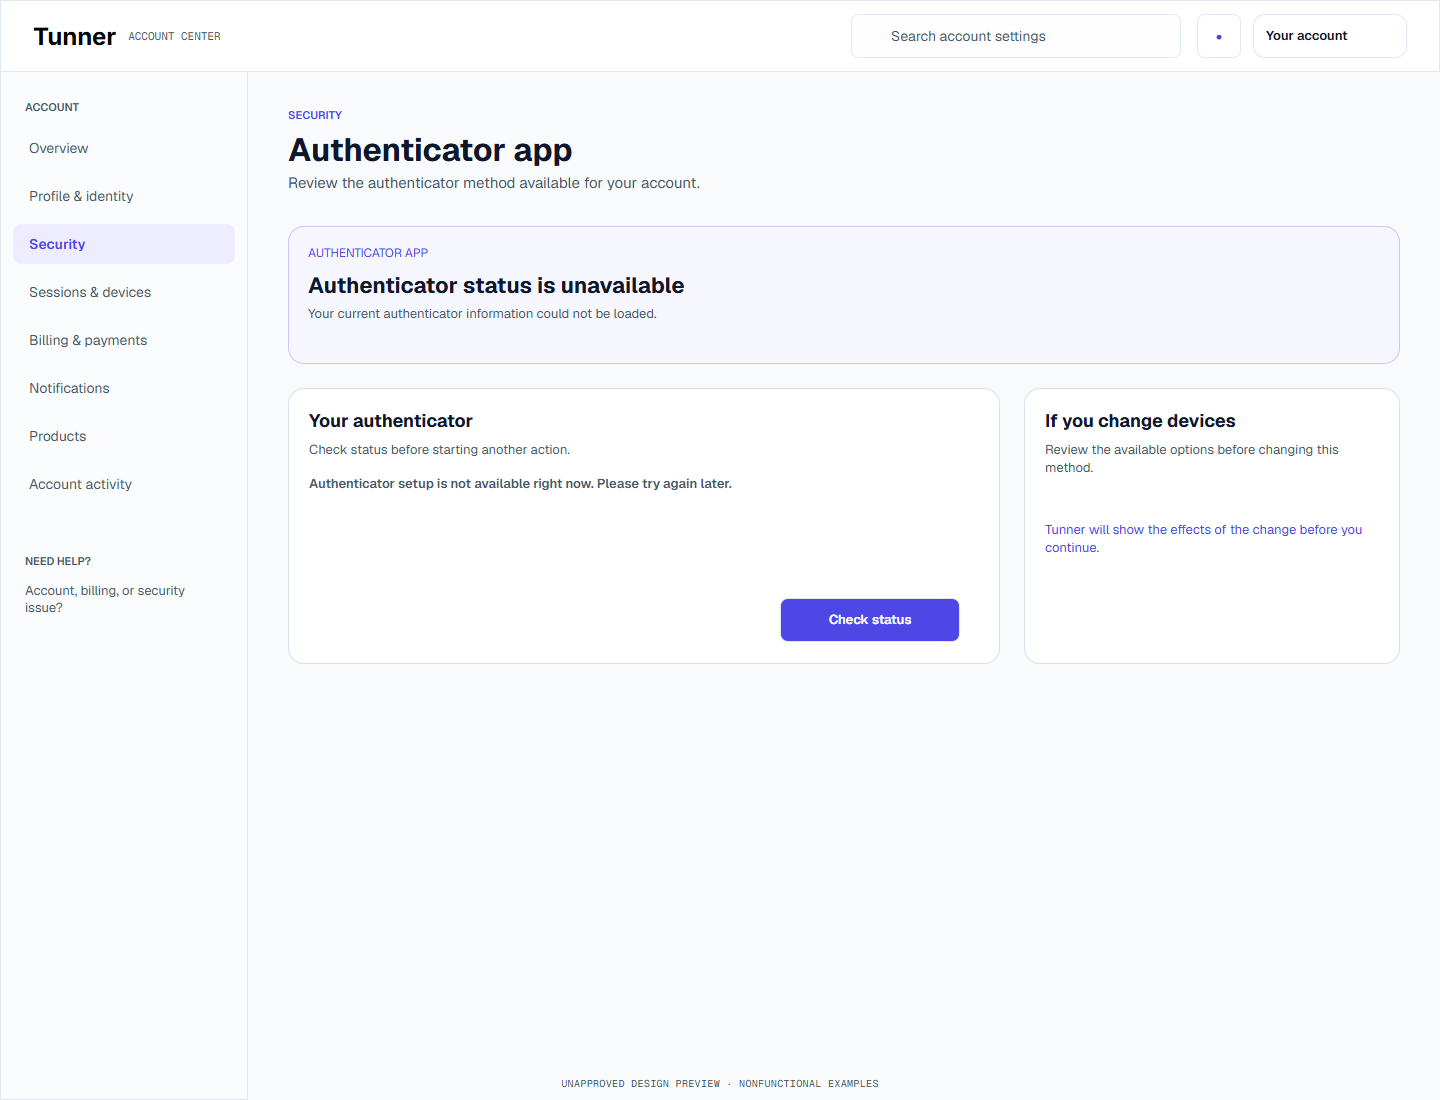 Tunner ACCOUNT CENTER
Search account settings
Your account
ACCOUNT
Overview
Profile & identity
Security
Sessions & devices
Billing & payments
Notifications
Products
Account activity
NEED HELP?
Account, billing, or security
issue?
SECURITY
Authenticator app
Review the authenticator method available for your account.
AUTHENTICATOR APP
Authenticator status is unavailable
Your current authenticator information could not be loaded.
Your authenticator
Check status before starting another action.
Authenticator setup is not available right now. Please try again later.
Check status
If you change devices
Review the available options before changing this
method.
Tunner will show the effects of the change before you
continue.
UNAPPROVED DESIGN PREVIEW · NONFUNCTIONAL EXAMPLES